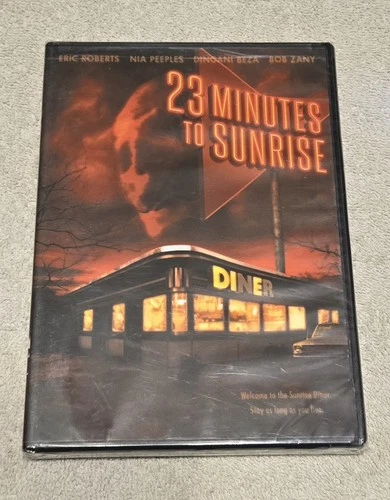 ERIC ROBERTS NIA PEEPLES DINGANI BEZA BOB ZANY
23 MINUTES
TO SUNRISE
DINER
Welcome to the Sunrise Diner.
Stay as long as you live.